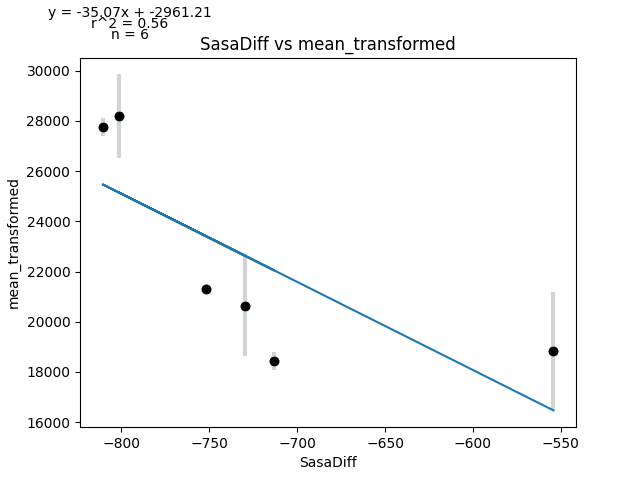 y = -35.07x + -2961.21
r^2 = 0.56
n = 6
SasaDiff vs mean_transformed
30000
28000
26000
24000
22000
20000
18000
16000
mean_transformed
−800 −750 −700 −650 −600 −550
SasaDiff